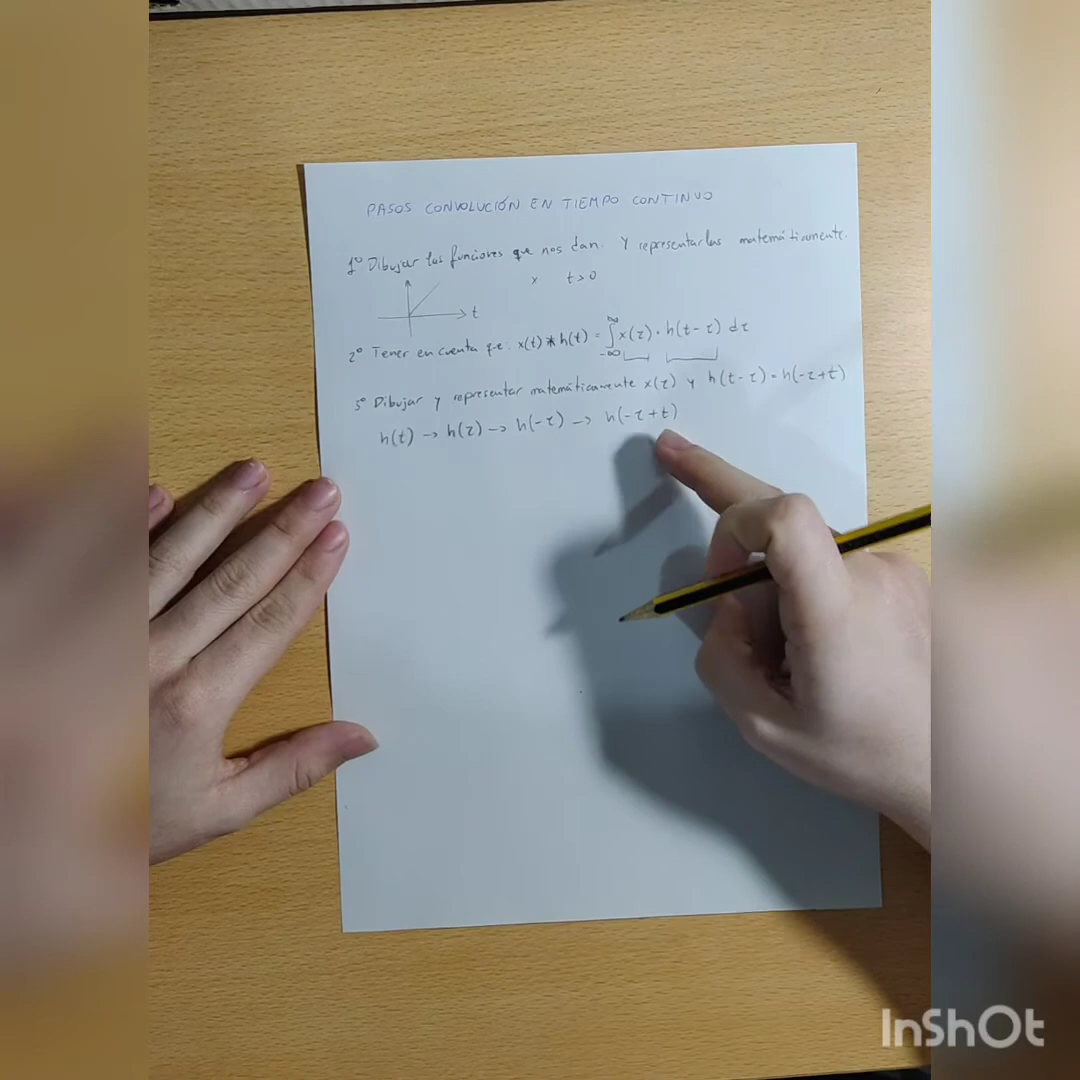 PASOS CONVOLUCIÓN EN TIEMPO CONTINUO
1º Dibujar las funciones que nos dan. Y representarlas matemáticamente.
x t>0
t
2º Tener en cuenta que: x(t) * h(t) = ∫_{-∞}^{∞} x(τ) · h(t-τ) dτ
3º Dibujar y representar matemáticamente x(τ) y h(t-τ) = h(-τ+t)
h(t) → h(τ) → h(-τ) → h(-τ+t)
InShOt